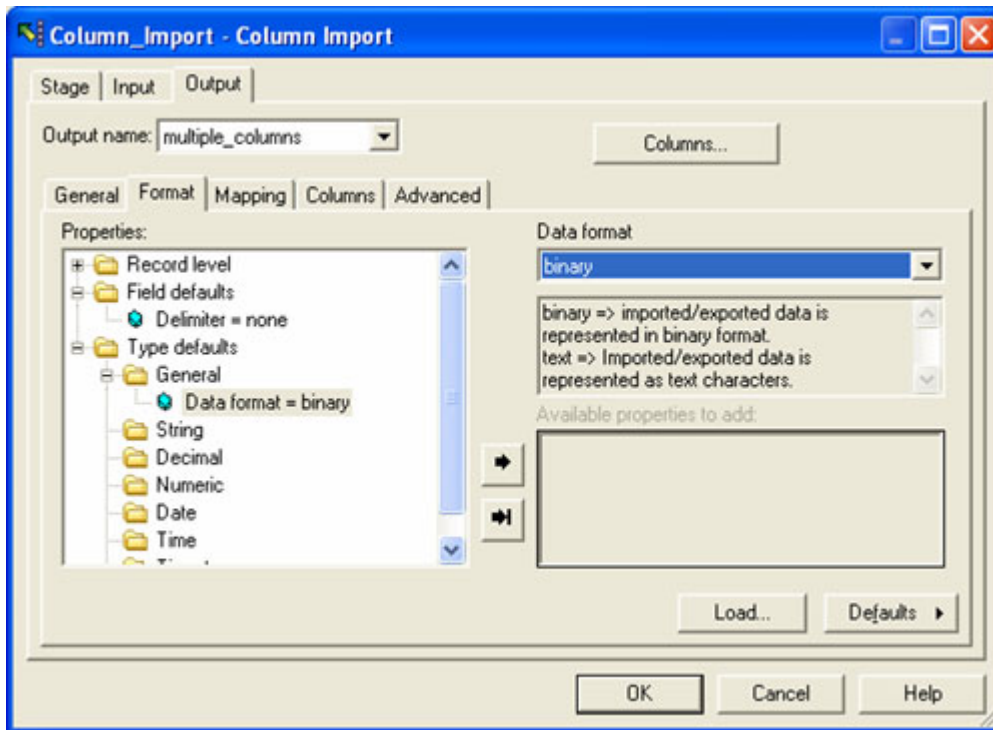 Column_Import - Column Import
Stage Input Output
Output name: multiple_columns
Columns...
General Format Mapping Columns Advanced
Properties:
Record level
Field defaults
Delimiter = none
Type defaults
General
Data format = binary
String
Decimal
Numeric
Date
Time
Data format
binary
binary => imported/exported data is
represented in binary format.
text => Imported/exported data is
represented as text characters.
Available properties to add:
Load...
Defaults
OK
Cancel
Help